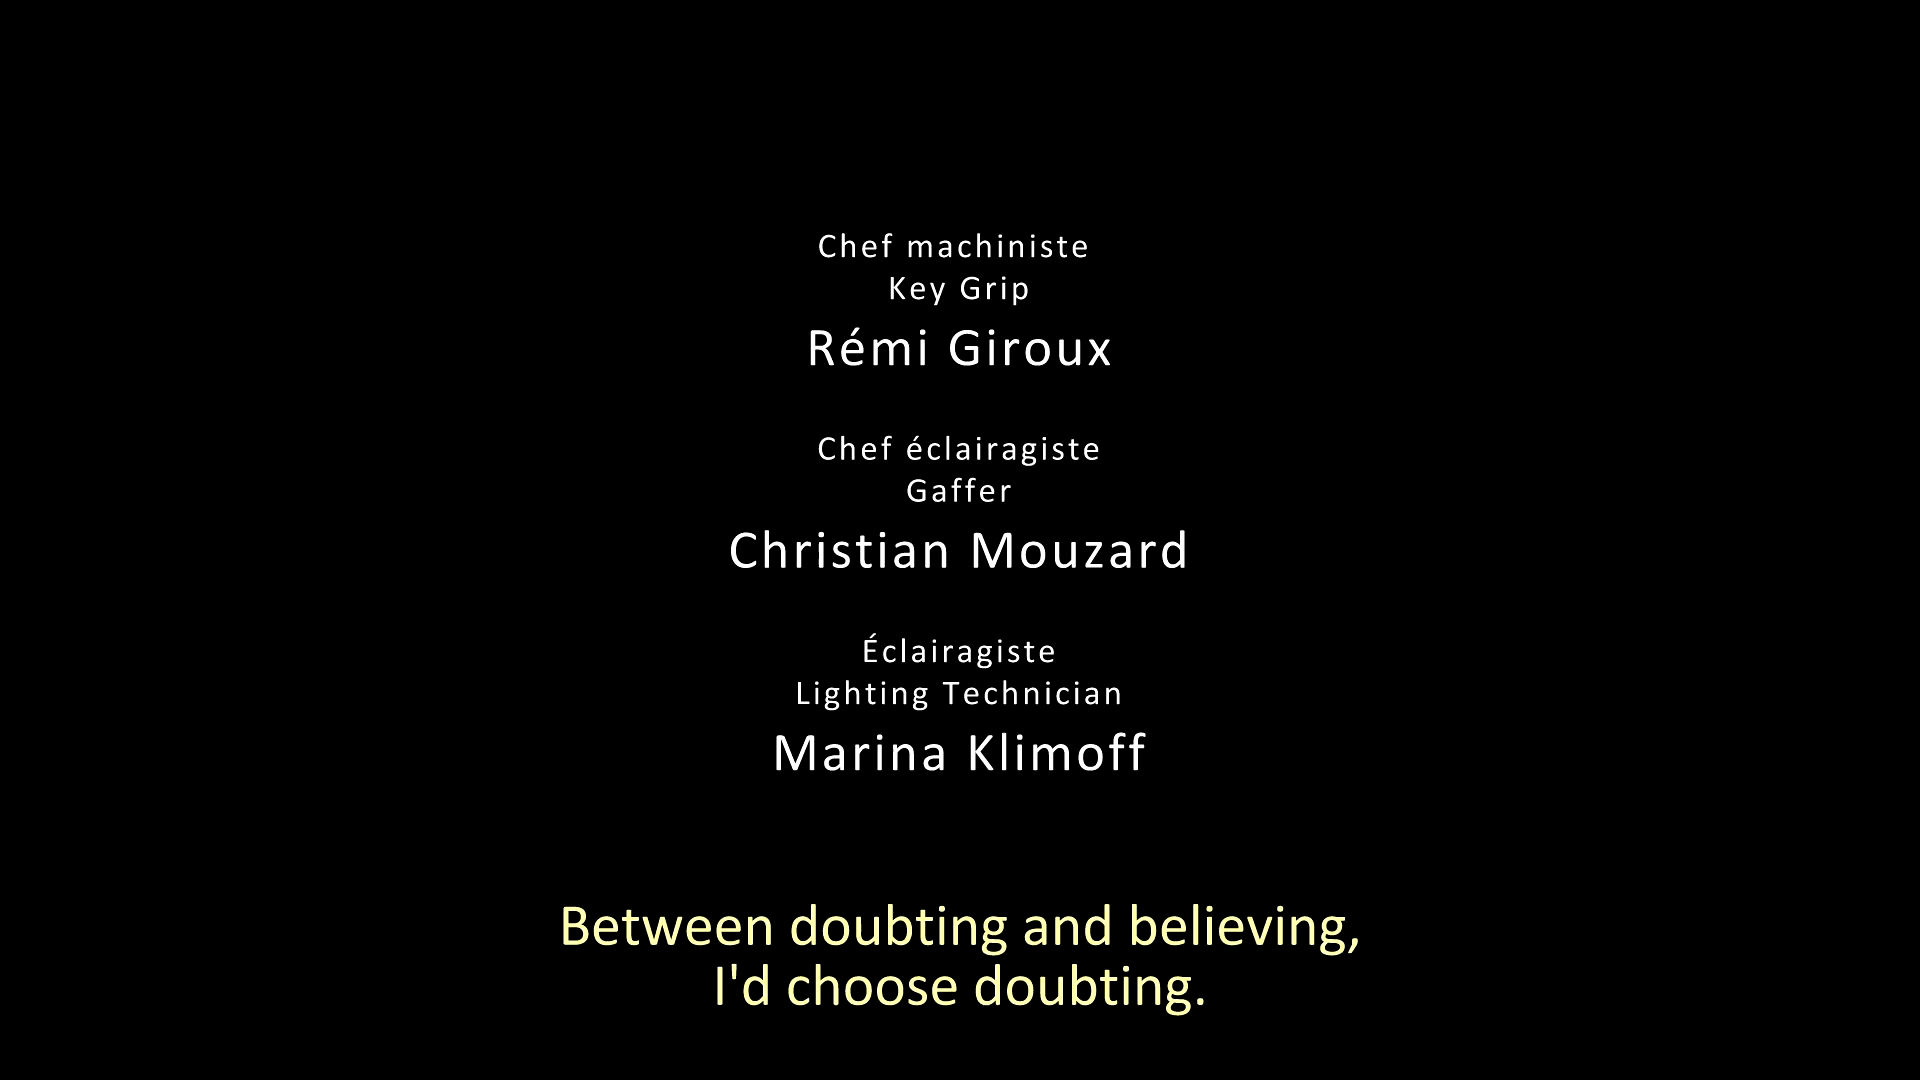 Chef machiniste
Key Grip
Rémi Giroux
Chef éclairagiste
Gaffer
Christian Mouzard
Éclairagiste
Lighting Technician
Marina Klimoff
Between doubting and believing,
I'd choose doubting.